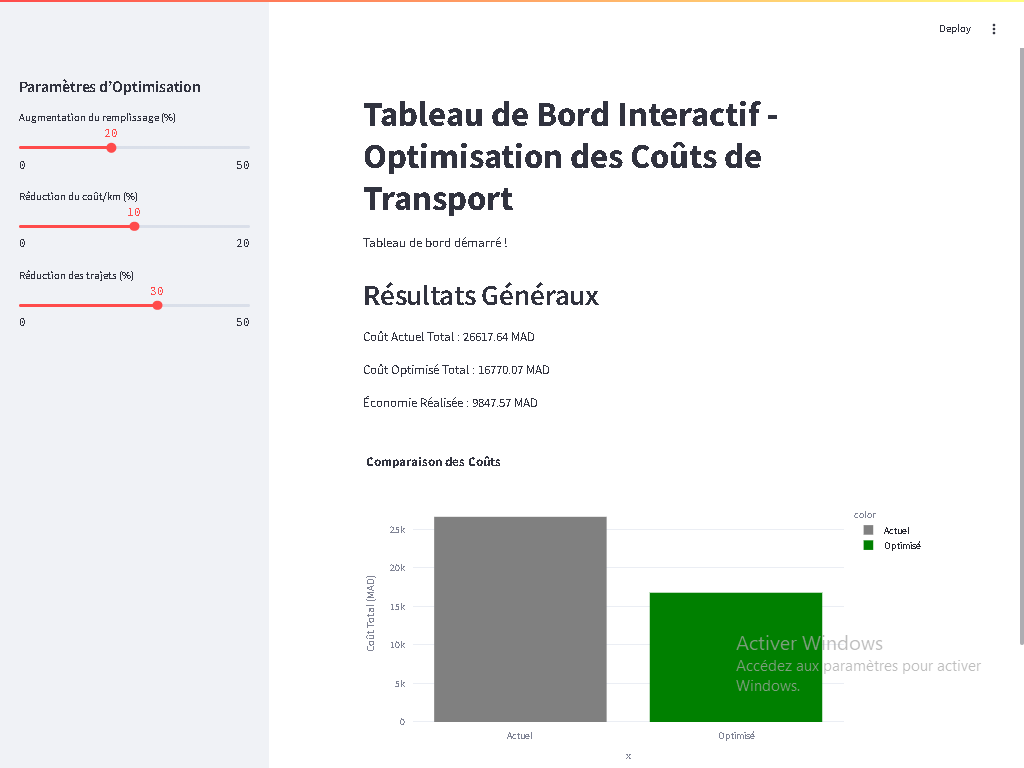 Deploy
Paramètres d'Optimisation
Augmentation du remplissage (%)
20
0 50
Réduction du coût/km (%)
10
0 20
Réduction des trajets (%)
30
0 50
Tableau de Bord Interactif -
Optimisation des Coûts de
Transport
Tableau de bord démarré !
Résultats Généraux
Coût Actuel Total : 26617.64 MAD
Coût Optimisé Total : 16770.07 MAD
Économie Réalisée : 9847.57 MAD
Comparaison des Coûts
color
Actuel
Optimisé
Coût Total (MAD)
25k
20k
15k
10k
5k
0
Actuel Optimisé
x
Activer Windows
Accédez aux paramètres pour activer
Windows.